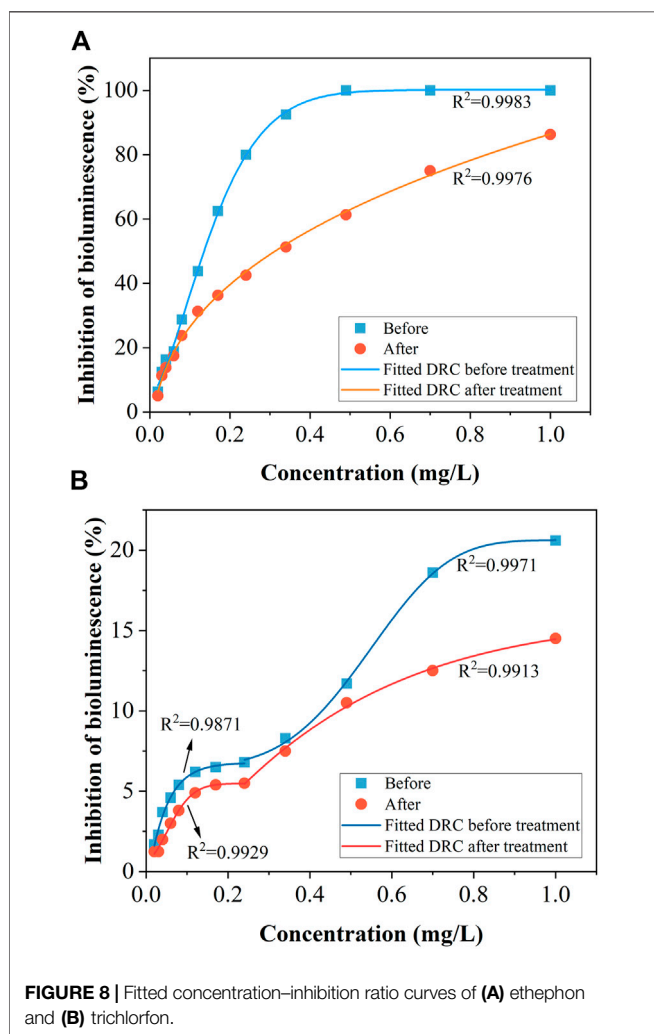 A
Inhibition of bioluminescence (%)
100
80
60
40
20
0
R²=0.9983
R²=0.9976
Before
After
Fitted DRC before treatment
Fitted DRC after treatment
0.0 0.2 0.4 0.6 0.8 1.0
Concentration (mg/L)
B
Inhibition of bioluminescence (%)
20
15
10
5
0
R²=0.9971
R²=0.9913
R²=0.9871
R²=0.9929
Before
After
Fitted DRC before treatment
Fitted DRC after treatment
0.0 0.2 0.4 0.6 0.8 1.0
Concentration (mg/L)
FIGURE 8 | Fitted concentration–inhibition ratio curves of (A) ethephon
and (B) trichlorfon.